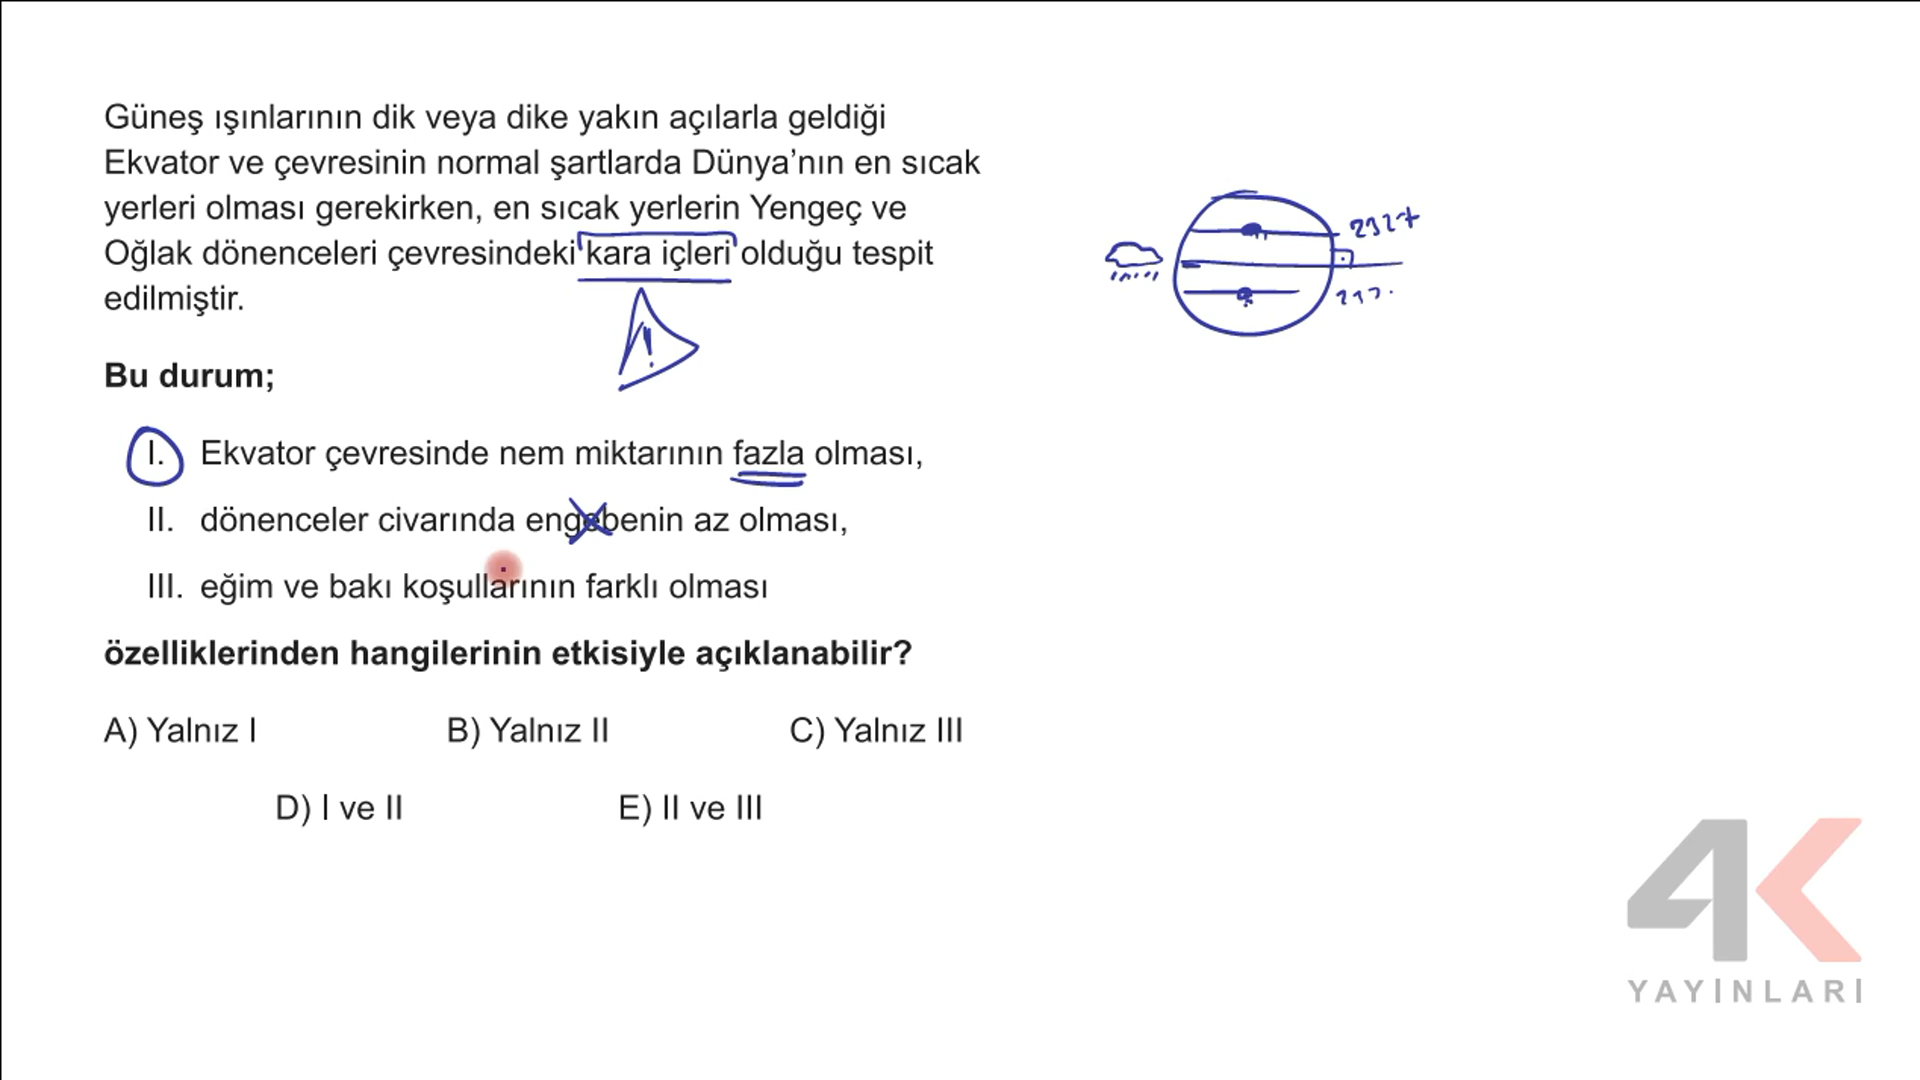 Güneş ışınlarının dik veya dike yakın açılarla geldiği
Ekvator ve çevresinin normal şartlarda Dünya’nın en sıcak
yerleri olması gerekirken, en sıcak yerlerin Yengeç ve
Oğlak dönenceleri çevresindeki kara içleri olduğu tespit
edilmiştir.
Bu durum;
I. Ekvator çevresinde nem miktarının fazla olması,
II. dönenceler civarında engebenin az olması,
III. eğim ve bakı koşullarının farklı olması
özelliklerinden hangilerinin etkisiyle açıklanabilir?
A) Yalnız I B) Yalnız II C) Yalnız III
D) I ve II E) II ve III
4K
YAYINLARI